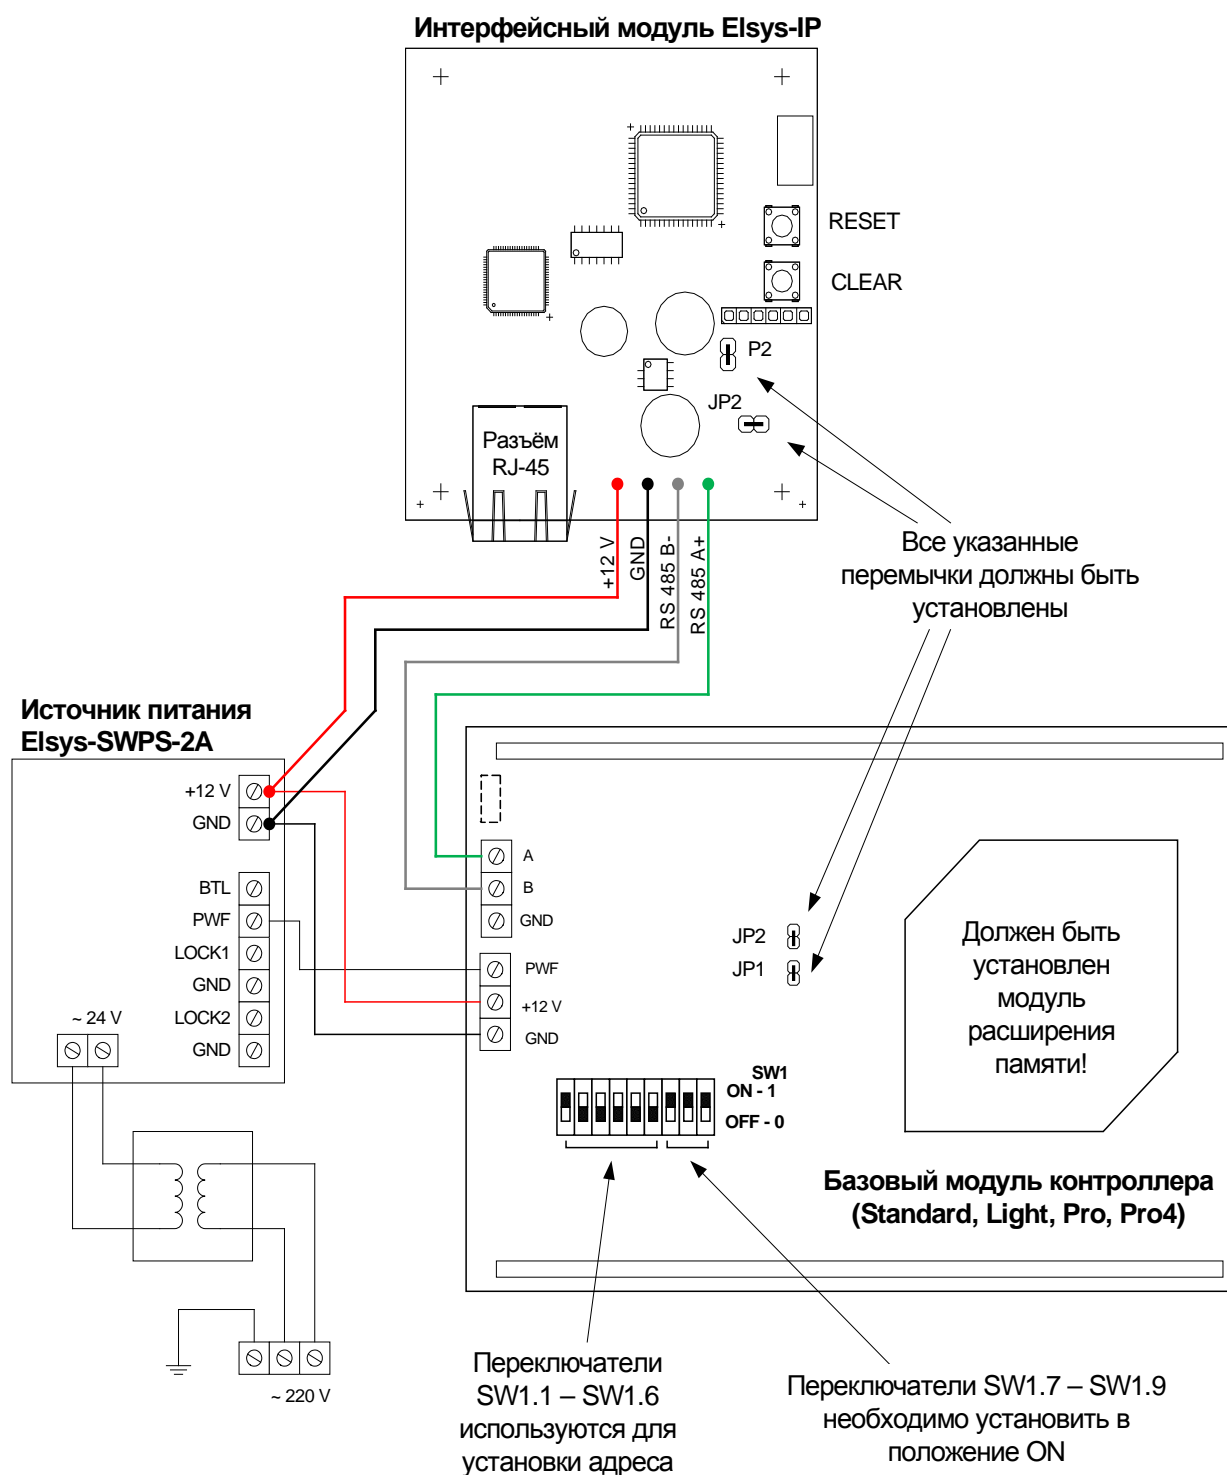 Интерфейсный модуль Elsys-IP
RESET
CLEAR
P2
JP2
Разъём
RJ-45
+12 V
GND
RS 485 B-
RS 485 A+
Все указанные
перемычки должны быть
установлены
Источник питания
Elsys-SWPS-2A
+12 V
GND
BTL
PWF
LOCK1
GND
LOCK2
GND
~ 24 V
~ 220 V
A
B
GND
PWF
+12 V
GND
JP2
JP1
Должен быть
установлен
модуль
расширения
памяти!
SW1
ON - 1
OFF - 0
Базовый модуль контроллера
(Standard, Light, Pro, Pro4)
Переключатели
SW1.1 – SW1.6
используются для
установки адреса
Переключатели SW1.7 – SW1.9
необходимо установить в
положение ON